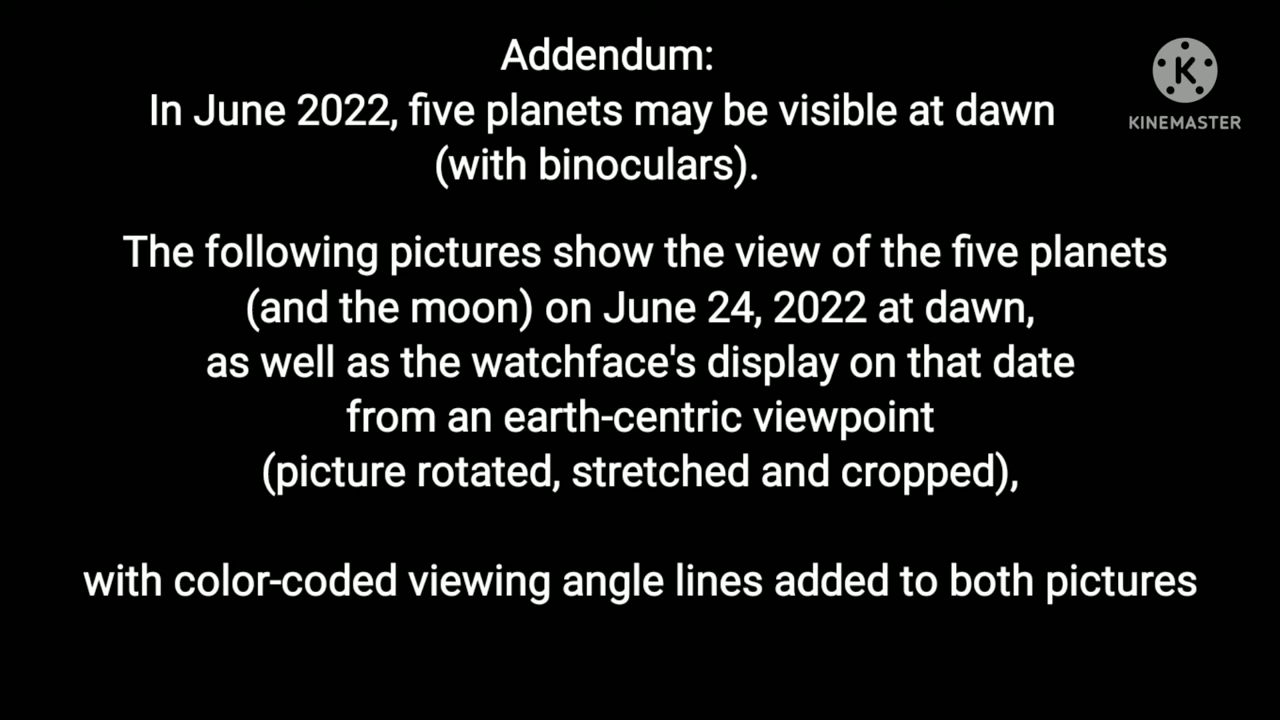 Addendum:
In June 2022, five planets may be visible at dawn
(with binoculars).
The following pictures show the view of the five planets
(and the moon) on June 24, 2022 at dawn,
as well as the watchface's display on that date
from an earth-centric viewpoint
(picture rotated, stretched and cropped),
with color-coded viewing angle lines added to both pictures
K
KINEMASTER